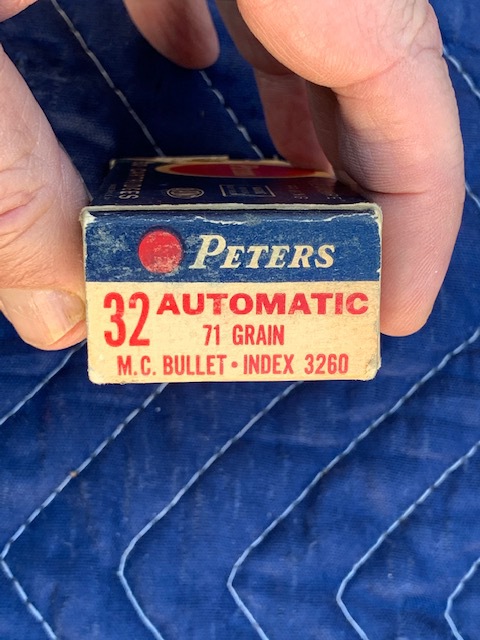 PETERS
32 AUTOMATIC
71 GRAIN
M.C. BULLET • INDEX 3260